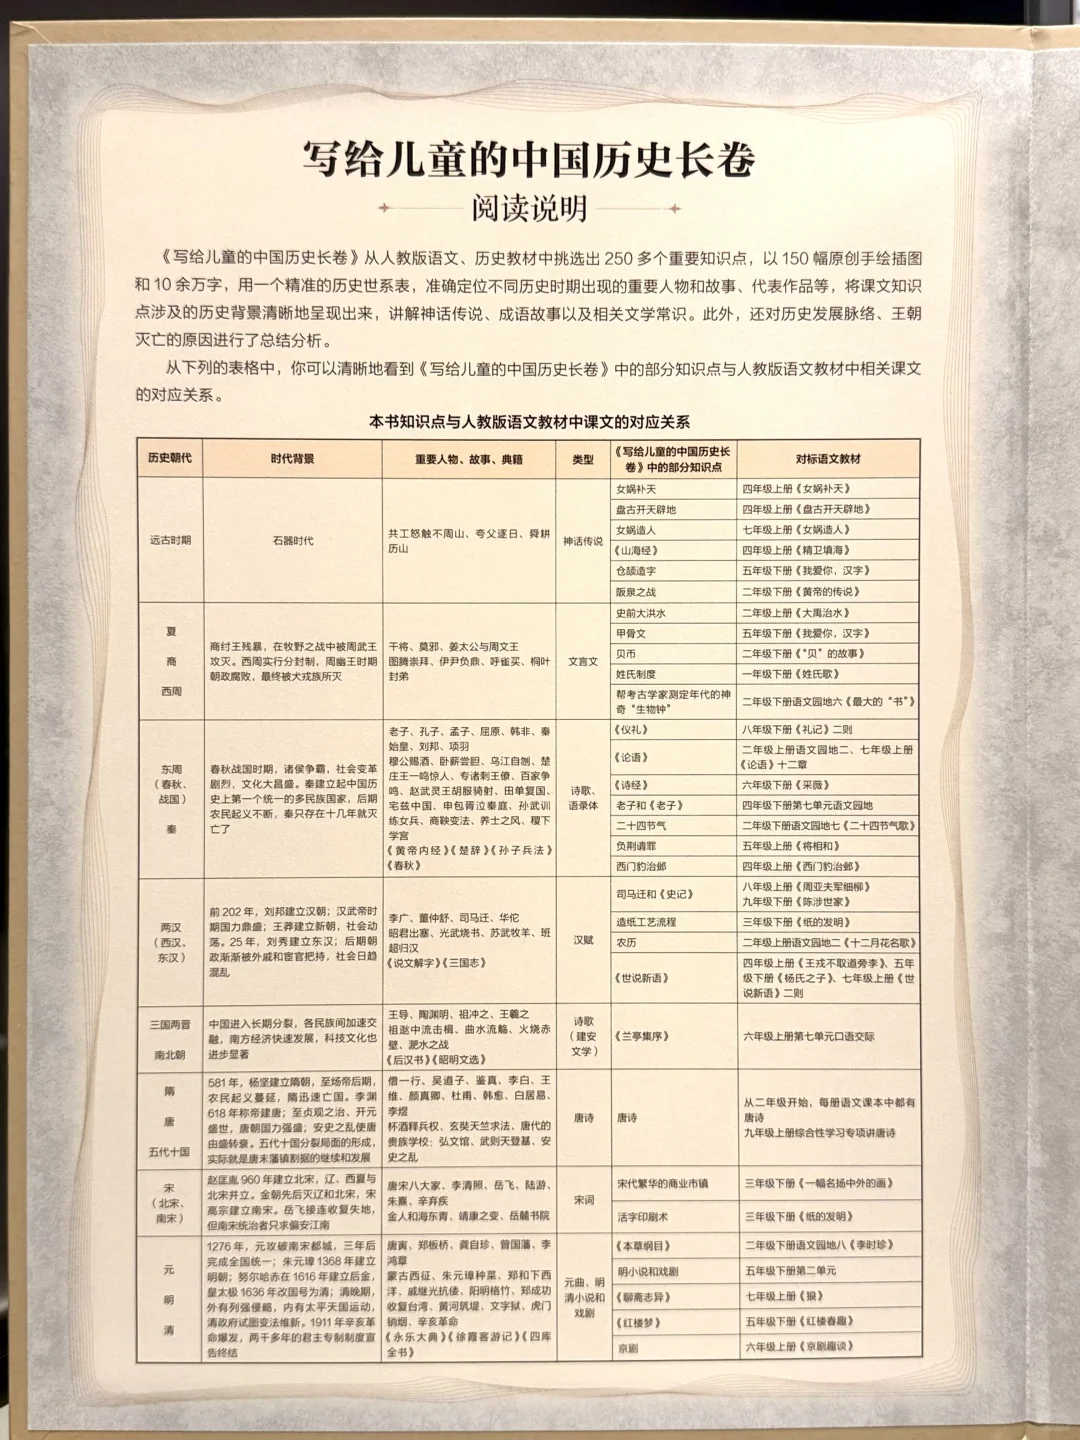 写给儿童的中国历史长卷
阅读说明
《写给儿童的中国历史长卷》从人教版语文、历史教材中挑选出 250 多个重要知识点，以 150 幅原创手绘插图
和 10 余万字，用一个精准的历史世系表，准确定位不同历史时期出现的重要人物和故事、代表作品等，将课文知识
点涉及的历史背景清晰地呈现出来，讲解神话传说、成语故事以及相关文学常识。此外，还对历史发展脉络、王朝
灭亡的原因进行了总结分析。
从下列的表格中，你可以清晰地看到《写给儿童的中国历史长卷》中的部分知识点与人教版语文教材中相关课文
的对应关系。
本书知识点与人教版语文教材中课文的对应关系
历史朝代
时代背景
重要人物、故事、典籍
类型
《写给儿童的中国历史长
卷》中的部分知识点
对标语文教材
远古时期
石器时代
共工怒触不周山、夸父逐日、舜耕
历山
神话传说
女娲补天
四年级上册《女娲补天》
盘古开天辟地
四年级上册《盘古开天辟地》
女娲造人
七年级上册《女娲造人》
《山海经》
四年级上册《精卫填海》
仓颉造字
五年级下册《我爱你，汉字》
阪泉之战
二年级下册《黄帝的传说》
夏
商
西周
商纣王残暴，在牧野之战中被周武王
攻灭。西周实行分封制，周幽王时期
朝政腐败，最终被犬戎族所灭
干将、莫邪、姜太公与周文王
图腾崇拜、伊尹负鼎、呼雀买、桐叶
封弟
文言文
史前大洪水
二年级上册《大禹治水》
甲骨文
五年级下册《我爱你，汉字》
贝币
二年级下册《“贝”的故事》
姓氏制度
一年级下册《姓氏歌》
帮考古学家测定年代的神
奇“生物钟”
二年级下册语文园地六《最大的“书”》
东周
（春秋、
战国）
秦
春秋战国时期，诸侯争霸，社会变革
剧烈，文化大昌盛。秦建立起中国历
史上第一个统一的多民族国家，后期
农民起义不断，秦只存在十几年就灭
亡了
老子、孔子、孟子、屈原、韩非、秦
始皇、刘邦、项羽
穆公赐酒、卧薪尝胆、乌江自刎、楚
庄王一鸣惊人、专诸刺王僚、百家争
鸣、赵武灵王胡服骑射、田单复国、
宅兹中国、申包胥泣秦庭、孙武训
练女兵、商鞅变法、养士之风、稷下
学宫
《黄帝内经》《楚辞》《孙子兵法》
《春秋》
诗歌、
语录体
《仪礼》
八年级下册《礼记》二则
《论语》
二年级上册语文园地二、七年级上册
《论语》十二章
《诗经》
六年级下册《采薇》
老子和《老子》
四年级下册第七单元语文园地
二十四节气
二年级下册语文园地七《二十四节气歌》
负荆请罪
五年级上册《将相和》
西门豹治邺
四年级上册《西门豹治邺》
两汉
（西汉、
东汉）
前 202 年，刘邦建立汉朝；汉武帝时
期国力鼎盛；王莽建立新朝，社会动
荡。25 年，刘秀建立东汉；后期朝
政渐渐被外戚和宦官把持，社会日趋
混乱
李广、董仲舒、司马迁、华佗
昭君出塞、光武烧书、苏武牧羊、班
超归汉
《说文解字》《三国志》
汉赋
司马迁和《史记》
八年级上册《周亚夫军细柳》
九年级下册《陈涉世家》
造纸工艺流程
三年级下册《纸的发明》
农历
二年级上册语文园地二《十二月花名歌》
《世说新语》
四年级上册《王戎不取道旁李》、五年
级下册《杨氏之子》、七年级上册《世
说新语》二则
三国两晋
南北朝
中国进入长期分裂，各民族间加速交
融，南方经济快速发展，科技文化也
进步显著
王导、陶渊明、祖冲之、王羲之
祖逖中流击楫、曲水流觞、火烧赤
壁、淝水之战
《后汉书》《昭明文选》
诗歌
（建安
文学）
《兰亭集序》
六年级上册第七单元口语交际
隋
唐
五代十国
581 年，杨坚建立隋朝，至炀帝后期，
农民起义蔓延，隋迅速亡国。李渊
618 年称帝建唐；至贞观之治、开元
盛世，唐朝国力强盛；安史之乱使唐
由盛转衰。五代十国分裂局面的形成，
实际就是唐末藩镇割据的继续和发展
僧一行、吴道子、鉴真、李白、王
维、颜真卿、杜甫、韩愈、白居易、
李煜
杯酒释兵权、玄奘天竺求法、唐代的
贵族学校：弘文馆、武则天登基、安
史之乱
唐诗
唐诗
从二年级开始，每册语文课本中都有
唐诗
九年级上册综合性学习专项讲唐诗
宋
（北宋、
南宋）
赵匡胤 960 年建立北宋，辽、西夏与
北宋并立。金朝先后灭辽和北宋，宋
高宗建立南宋。岳飞接连收复失地，
但南宋统治者只求偏安江南
唐宋八大家、李清照、岳飞、陆游、
朱熹、辛弃疾
金人和海东青、靖康之变、岳麓书院
宋词
宋代繁华的商业市镇
三年级下册《一幅名扬中外的画》
活字印刷术
三年级下册《纸的发明》
元
明
清
1276 年，元攻破南宋都城，三年后
完成全国统一；朱元璋 1368 年建立
明朝；努尔哈赤在 1616 年建立后金，
皇太极 1636 年改国号为清；清晚期，
外有列强侵略，内有太平天国运动，
清政府试图变法维新。1911 年辛亥革
命爆发，两千多年的君主专制制度宣
告终结
唐寅、郑板桥、龚自珍、曾国藩、李
鸿章
蒙古西征、朱元璋种菜、郑和下西
洋、戚继光抗倭、阳明格竹、郑成功
收复台湾、黄河筑堤、文字狱、虎门
销烟、辛亥革命
《永乐大典》《徐霞客游记》《四库
全书》
元曲、明
清小说和
戏剧
《本草纲目》
二年级下册语文园地八《李时珍》
明小说和戏剧
五年级下册第二单元
《聊斋志异》
七年级上册《狼》
《红楼梦》
五年级下册《红楼春趣》
京剧
六年级上册《京剧趣谈》